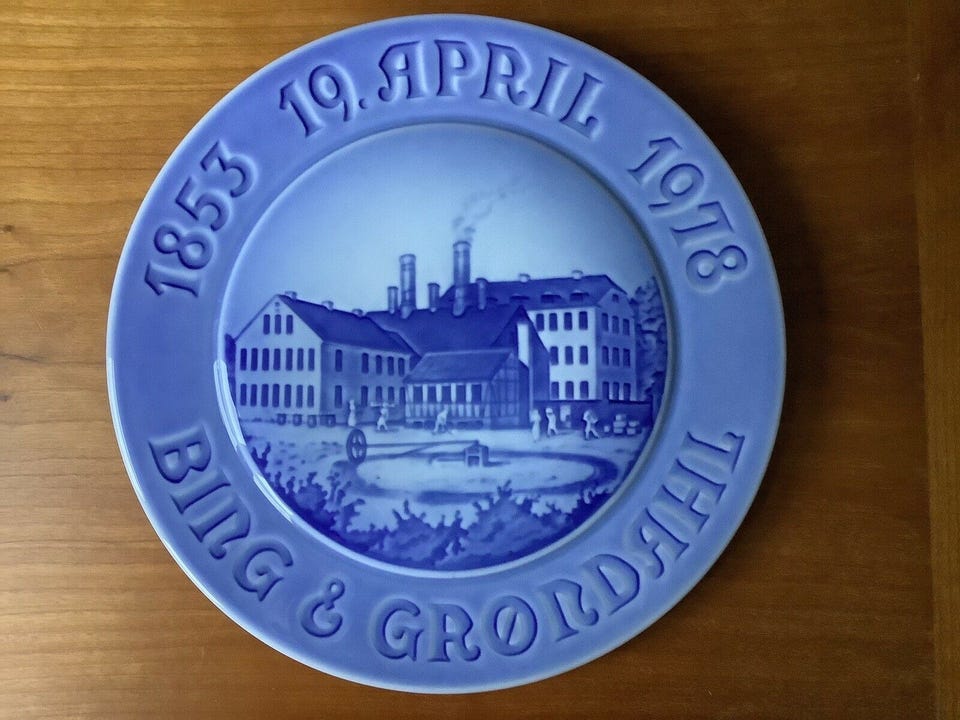 1853 19. APRIL 1978
BING & GRØNDAHL